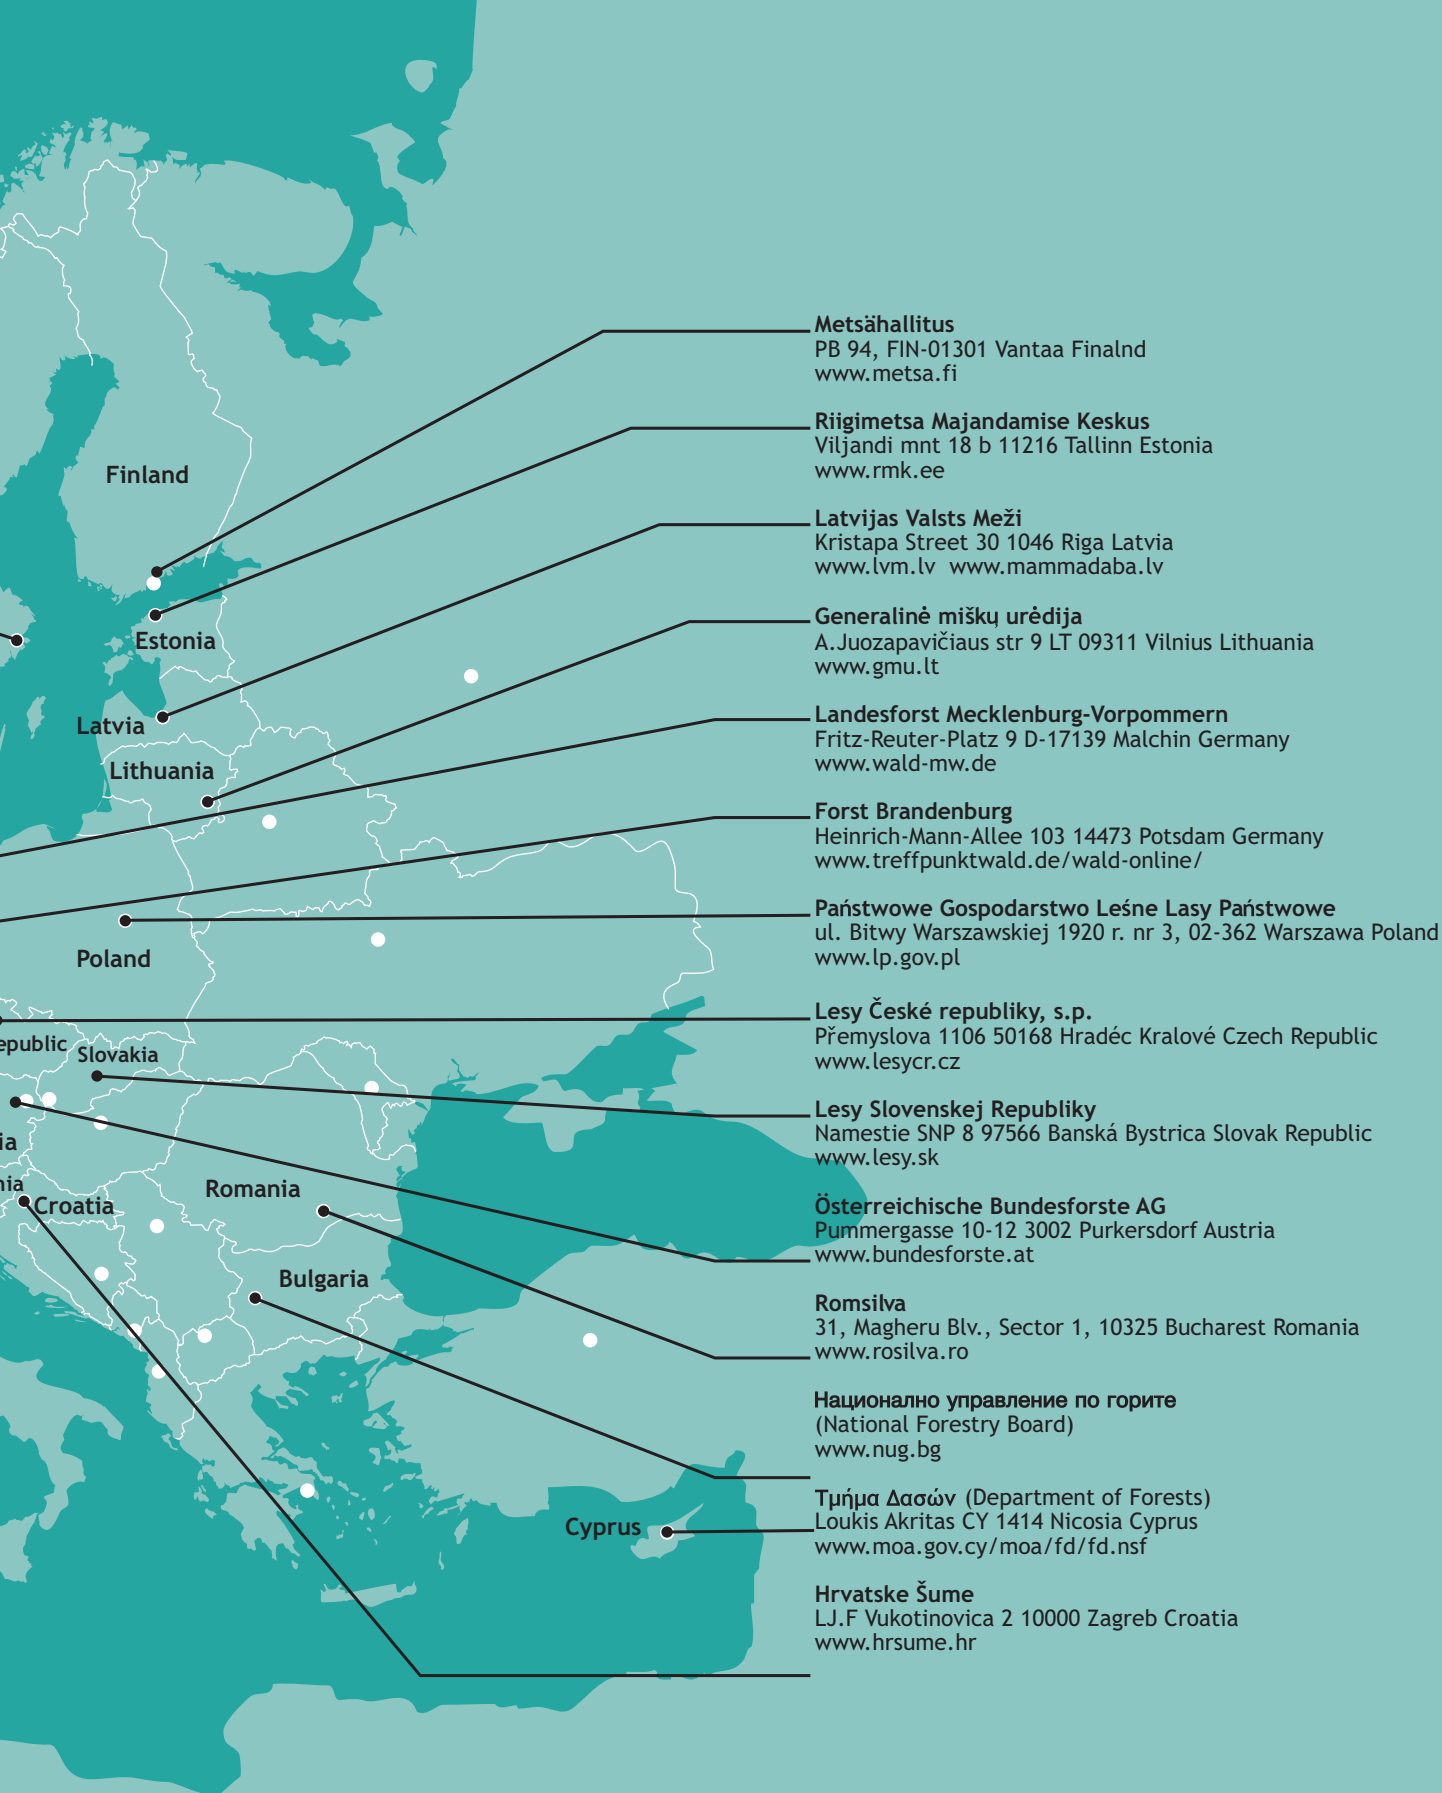 Metsähallitus
PB 94, FIN-01301 Vantaa Finalnd
www.metsa.fi
Riigimetsa Majandamise Keskus
Viljandi mnt 18 b 11216 Tallinn Estonia
www.rmk.ee
Latvijas Valsts Meži
Kristapa Street 30 1046 Riga Latvia
www.lvm.lv  www.mammadaba.lv
Generalinė miškų urėdija
A.Juozapavičiaus str 9 LT 09311 Vilnius Lithuania
www.gmu.lt
Landesforst Mecklenburg-Vorpommern
Fritz-Reuter-Platz 9 D-17139 Malchin Germany
www.wald-mw.de
Forst Brandenburg
Heinrich-Mann-Allee 103 14473 Potsdam Germany
www.treffpunktwald.de/wald-online/
Państwowe Gospodarstwo Leśne Lasy Państwowe
ul. Bitwy Warszawskiej 1920 r. nr 3, 02-362 Warszawa Poland
www.lp.gov.pl
Lesy České republiky, s.p.
Přemyslova 1106 50168 Hradéc Kralové Czech Republic
www.lesycr.cz
Lesy Slovenskej Republiky
Namestie SNP 8 97566 Banská Bystrica Slovak Republic
www.lesy.sk
Österreichische Bundesforste AG
Pummergasse 10-12 3002 Purkersdorf Austria
www.bundesforste.at
Romsilva
31, Magheru Blv., Sector 1, 10325 Bucharest Romania
www.rosilva.ro
Национално управление по горите
(National Forestry Board)
www.nug.bg
Τμήμα Δασών (Department of Forests)
Loukis Akritas CY 1414 Nicosia Cyprus
www.moa.gov.cy/moa/fd/fd.nsf
Hrvatske Šume
LJ.F Vukotinovica 2 10000 Zagreb Croatia
www.hrsume.hr
Finland
Estonia
Latvia
Lithuania
Poland
epublic
Slovakia
ia
nia
Croatia
Romania
Bulgaria
Cyprus